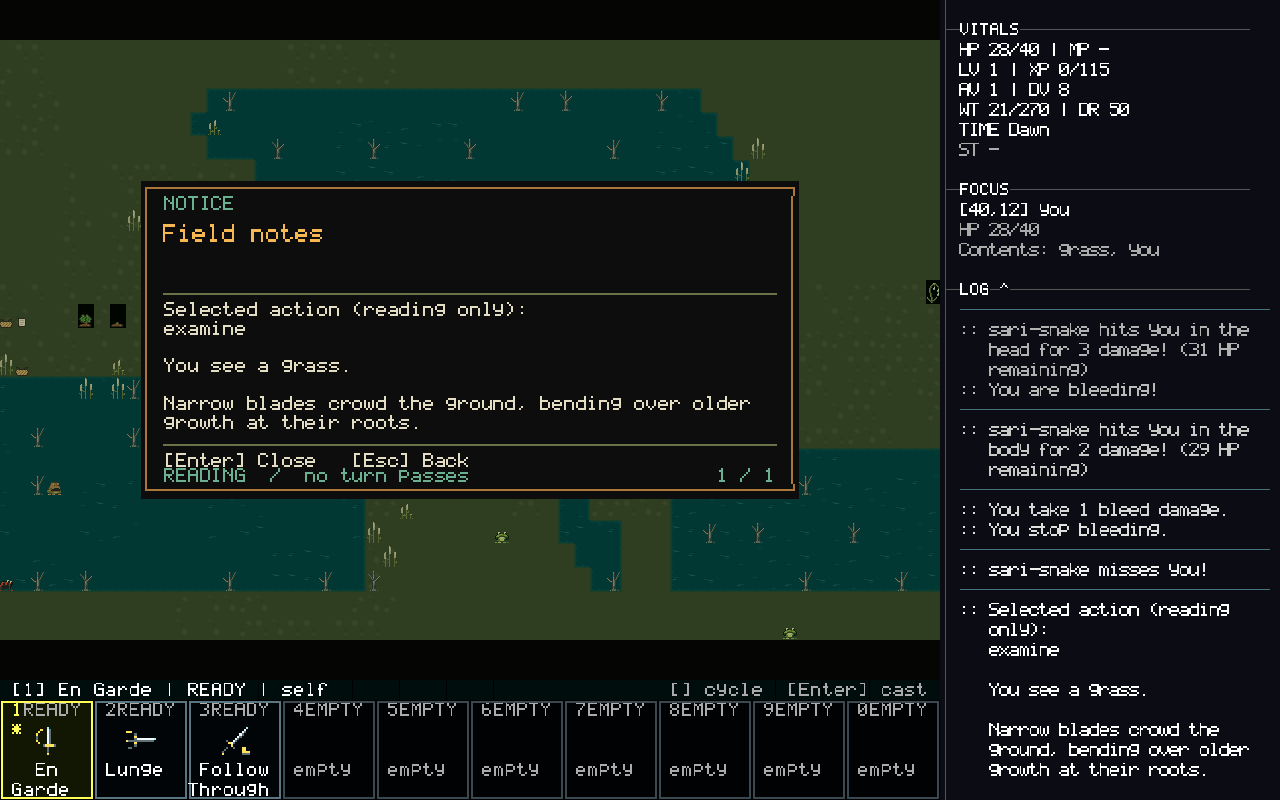 NOTICE
Field notes
Selected action (reading only):
examine
You see a grass.
Narrow blades crowd the ground, bending over older
growth at their roots.
[Enter] Close [Esc] Back
READING / no turn passes 1 / 1
VITALS
HP 28/40 | MP -
LV 1 | XP 0/115
AV 1 | DV 8
WT 21/270 | DR 50
TIME Dawn
ST -
FOCUS
[40,12] You
HP 28/40
Contents: grass, You
LOG ^
:: sari-snake hits You in the
head for 3 damage! (31 HP
remaining)
:: You are bleeding!
:: sari-snake hits You in the
body for 2 damage! (29 HP
remaining)
:: You take 1 bleed damage.
:: You stop bleeding.
:: sari-snake misses You!
:: Selected action (reading
only):
examine
You see a grass.
Narrow blades crowd the
ground, bending over older
growth at their roots.
[1] En Garde | READY | self [] cycle [Enter] cast
1READY 2READY 3READY 4EMPTY 5EMPTY 6EMPTY 7EMPTY 8EMPTY 9EMPTY 0EMPTY
*
En Lunge Follow empty empty empty empty empty empty empty
Garde Through